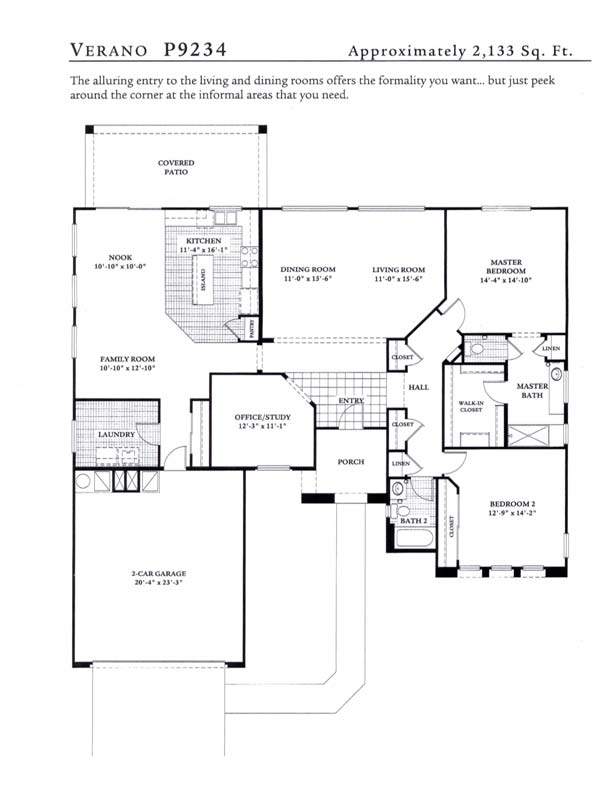 VERANO P9234 Approximately 2,133 Sq. Ft.
The alluring entry to the living and dining rooms offers the formality you want... but just peek
around the corner at the informal areas that you need.
COVERED
PATIO
NOOK
10'-10" x 10'-0"
KITCHEN
11'-4" x 16'-1"
ISLAND
PANTRY
DINING ROOM
11'-0" x 15'-6"
LIVING ROOM
11'-0" x 15'-6"
MASTER
BEDROOM
14'-4" x 14'-10"
FAMILY ROOM
10'-10" x 12'-10"
CLOSET
LINEN
HALL
MASTER
BATH
WALK-IN
CLOSET
ENTRY
OFFICE/STUDY
12'-3" x 11'-1"
CLOSET
LAUNDRY
PORCH
LINEN
BATH 2
CLOSET
BEDROOM 2
12'-9" x 14'-2"
2-CAR GARAGE
20'-4" x 23'-3"